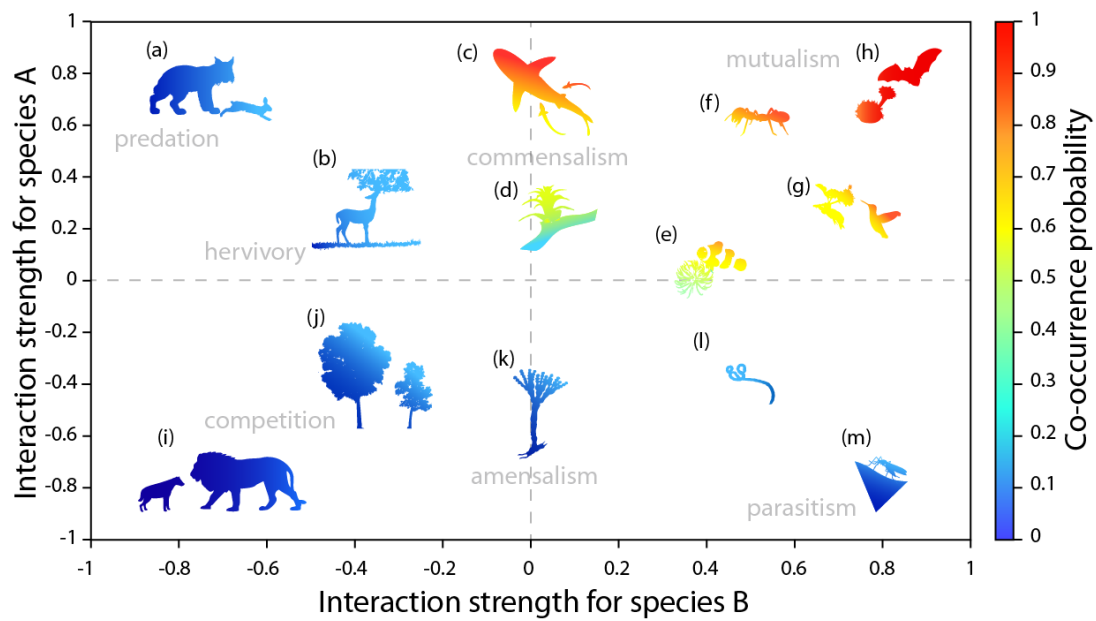 Interaction strength for species A
1
0.8
0.6
0.4
0.2
0
-0.2
-0.4
-0.6
-0.8
-1
(a)
predation
(b)
hervivory
(c)
commensalism
(d)
mutualism
(h)
(f)
(g)
(e)
(j)
competition
(i)
(k)
amensalism
(l)
(m)
parasitism
-1
-0.8
-0.6
-0.4
-0.2
0
0.2
0.4
0.6
0.8
1
Interaction strength for species B
1
0.9
0.8
0.7
0.6
0.5
0.4
0.3
0.2
0.1
0
Co-occurrence probability